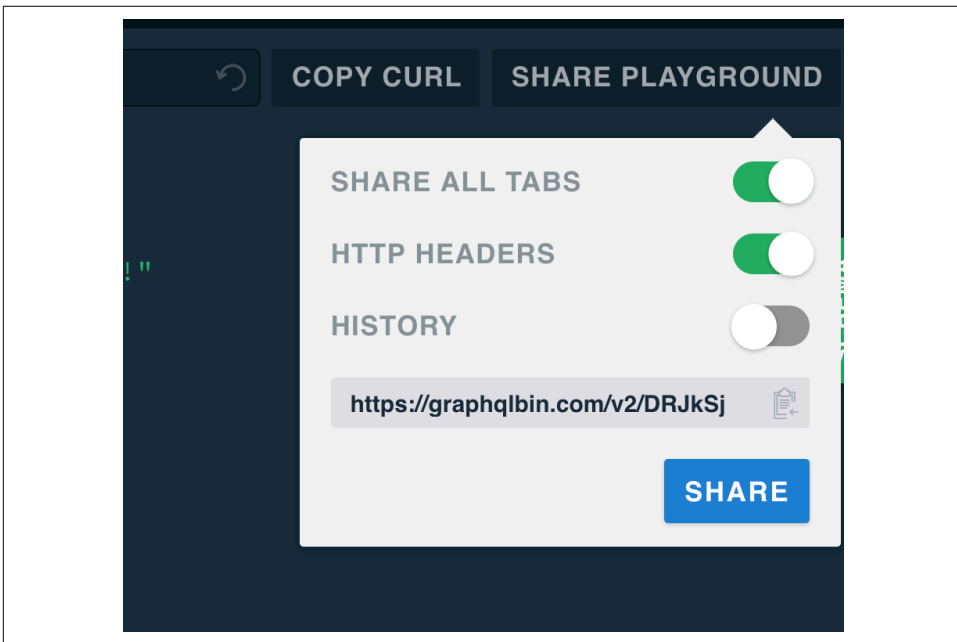 COPY CURL SHARE PLAYGROUND
SHARE ALL TABS
HTTP HEADERS
!"
HISTORY
https://graphqlbin.com/v2/DRJkSj
SHARE